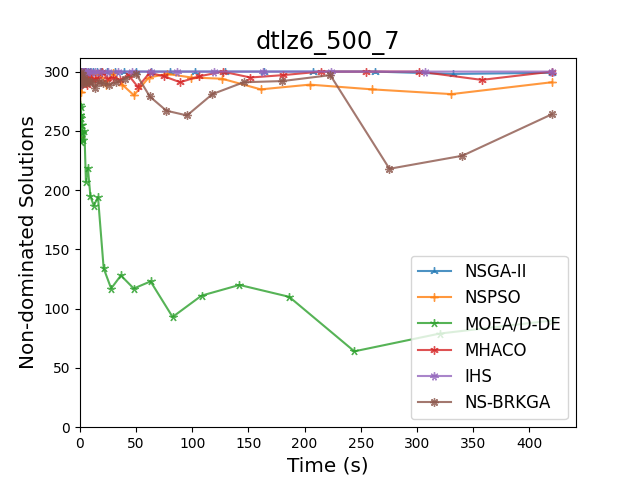 dtlz6_500_7
Non-dominated Solutions
300
250
200
150
100
50
0
NSGA-II
NSPSO
MOEA/D-DE
MHACO
IHS
NS-BRKGA
0 50 100 150 200 250 300 350 400
Time (s)